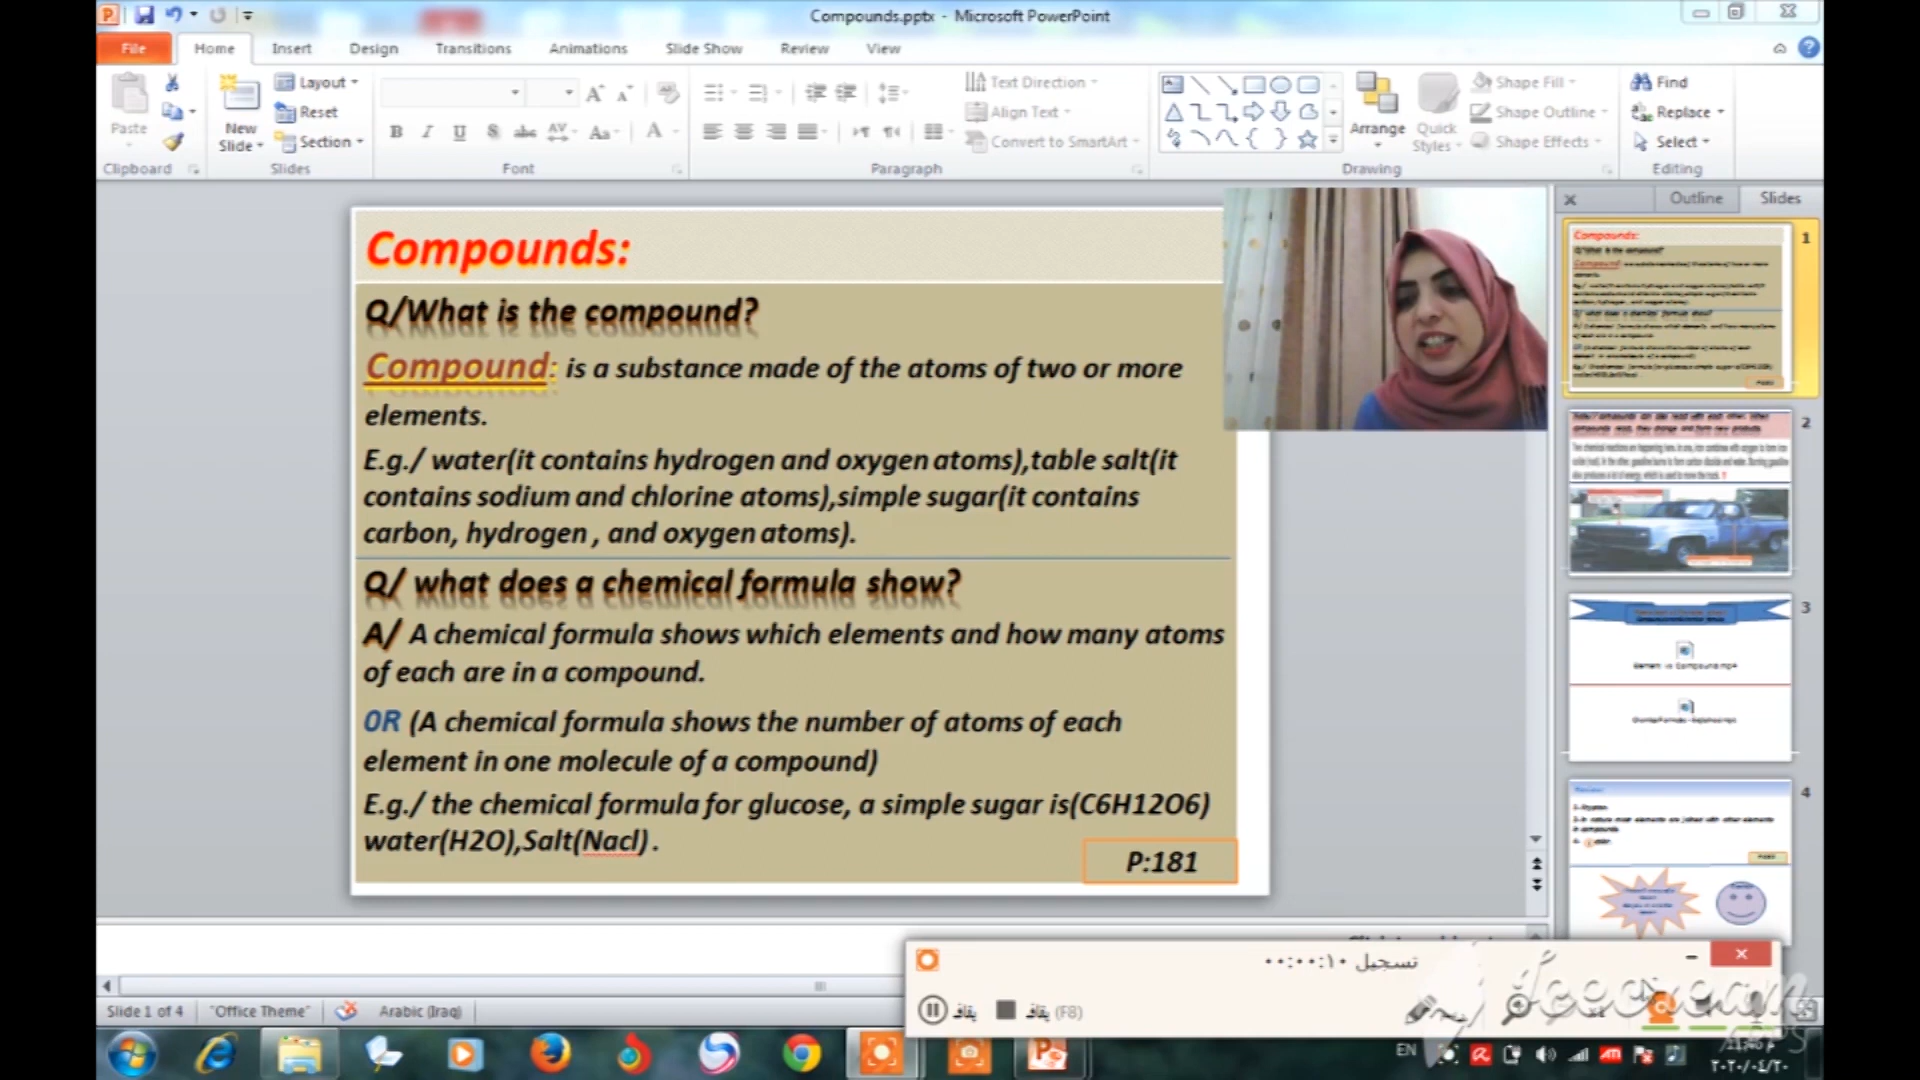 Compounds.pptx - Microsoft PowerPoint
File Home Insert Design Transitions Animations Slide Show Review View
Paste
Clipboard
New Slide
Layout
Reset
Section
Slides
Font
Text Direction
Align Text
Convert to SmartArt
Paragraph
Arrange
Quick Styles
Shape Fill
Shape Outline
Shape Effects
Drawing
Find
Replace
Select
Editing
Compounds:
Q/What is the compound?
Compound: is a substance made of the atoms of two or more
elements.
E.g./ water(it contains hydrogen and oxygen atoms),table salt(it
contains sodium and chlorine atoms),simple sugar(it contains
carbon, hydrogen , and oxygen atoms).
Q/ what does a chemical formula show?
A/ A chemical formula shows which elements and how many atoms
of each are in a compound.
OR (A chemical formula shows the number of atoms of each
element in one molecule of a compound)
E.g./ the chemical formula for glucose, a simple sugar is(C6H12O6)
water(H2O),Salt(Nacl) .
P:181
Outline Slides
1
Compounds:
2
3
4
تسجيل ٠٠:٠٠:١٠
(F8)
Icecream
Slide 1 of 4 "Office Theme" Arabic (Iraq)
EN